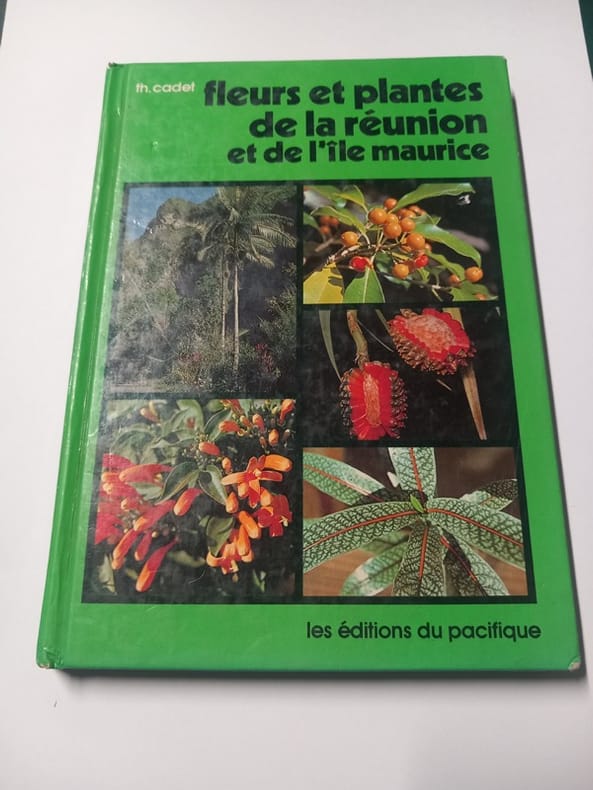 th. cadet
fleurs et plantes
de la réunion
et de l'île maurice
les éditions du pacifique